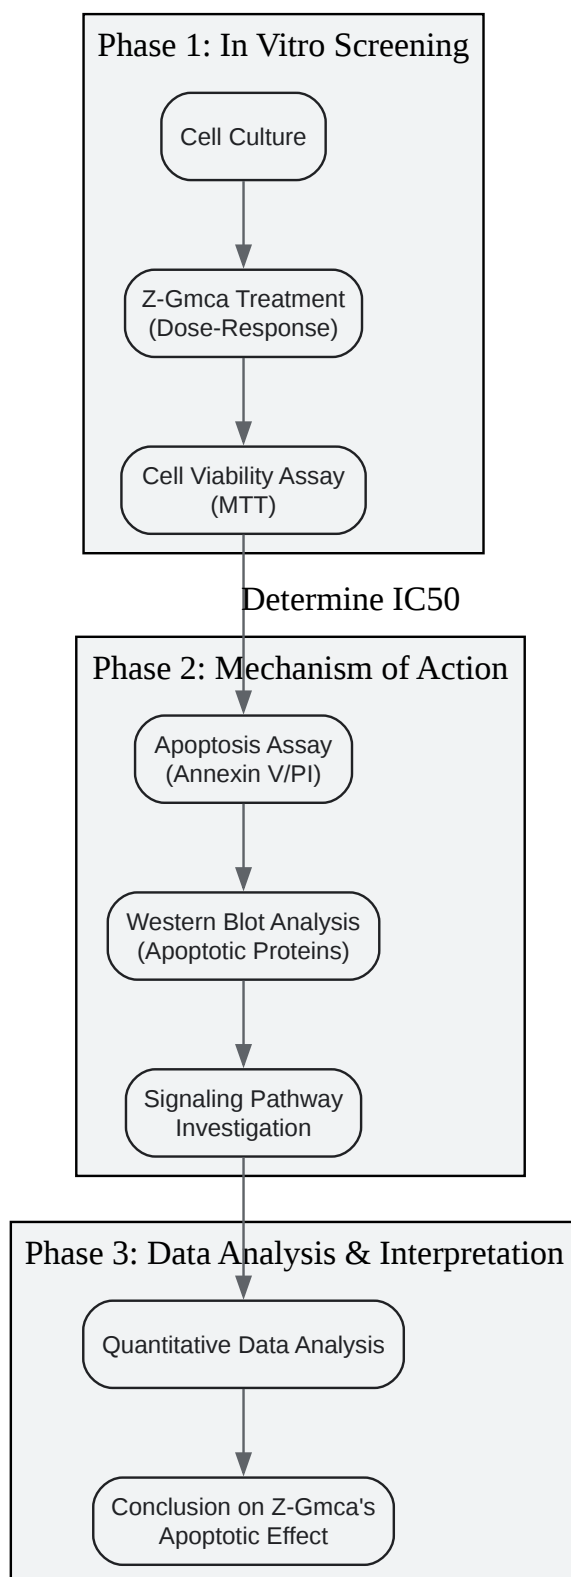 Phase 1: In Vitro Screening
Cell Culture
Z-Gmca Treatment
(Dose-Response)
Cell Viability Assay
(MTT)
Determine IC50
Phase 2: Mechanism of Action
Apoptosis Assay
(Annexin V/PI)
Western Blot Analysis
(Apoptotic Proteins)
Signaling Pathway
Investigation
Phase 3: Data Analysis & Interpretation
Quantitative Data Analysis
Conclusion on Z-Gmca's
Apoptotic Effect